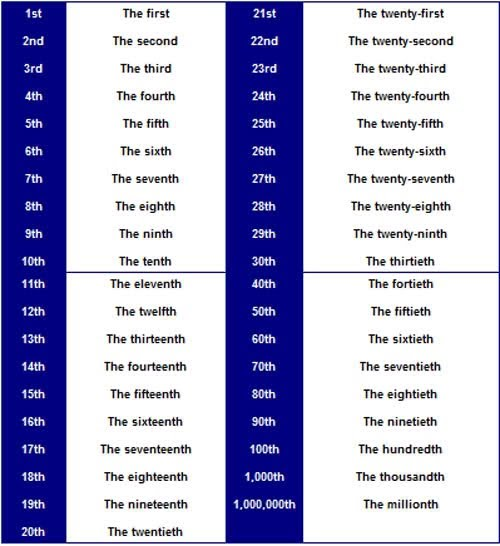 1st The first 21st The twenty-first
2nd The second 22nd The twenty-second
3rd The third 23rd The twenty-third
4th The fourth 24th The twenty-fourth
5th The fifth 25th The twenty-fifth
6th The sixth 26th The twenty-sixth
7th The seventh 27th The twenty-seventh
8th The eighth 28th The twenty-eighth
9th The ninth 29th The twenty-ninth
10th The tenth 30th The thirtieth
11th The eleventh 40th The fortieth
12th The twelfth 50th The fiftieth
13th The thirteenth 60th The sixtieth
14th The fourteenth 70th The seventieth
15th The fifteenth 80th The eightieth
16th The sixteenth 90th The ninetieth
17th The seventeenth 100th The hundredth
18th The eighteenth 1,000th The thousandth
19th The nineteenth 1,000,000th The millionth
20th The twentieth